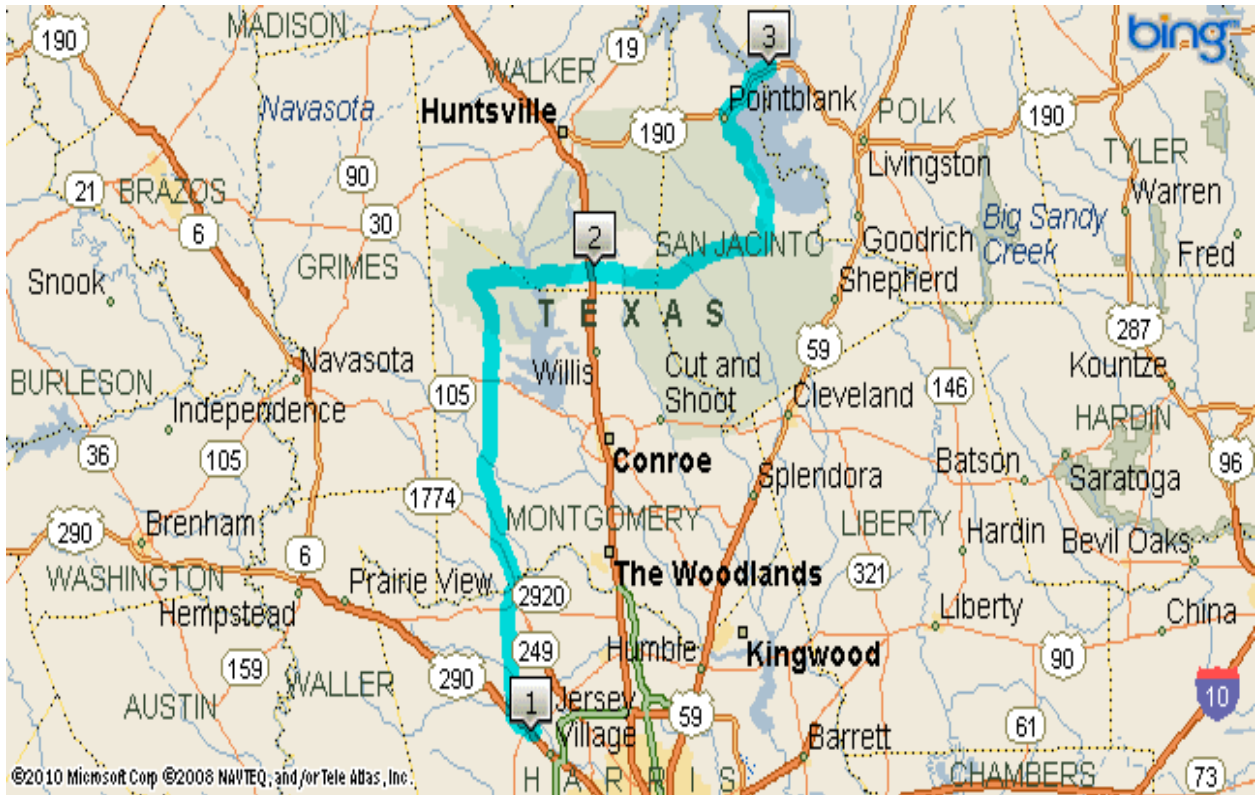 MADISON
bing
190
3
19
WALKER
Navasota
Huntsville
Pointblank
POLK
190
190
TYLER
Livingston
90
21
BRAZOS
Warren
30
6
2
Big Sandy
Creek
SAN JACINTO
Goodrich
Fred
GRIMES
Snook
Shepherd
TEXAS
287
59
Navasota
Willis
Cut and
Shoot
Kountze
BURLESON
105
146
Independence
Cleveland
HARDIN
36
105
Conroe
Batson
96
Splendora
Saratoga
1774
MONTGOMERY
LIBERTY
Brenham
290
Hardin
Bevil Oaks
6
WASHINGTON
Prairie View
The Woodlands
321
2920
Hempstead
Liberty
China
249
Humble
Kingwood
90
159
WALLER
290
AUSTIN
1
Jersey
Village
59
10
61
Barrett
©2010 Microsoft Corp ©2008 NAVTEQ, and/or Tele Atlas, Inc.
HARRIS
CHAMBERS
73